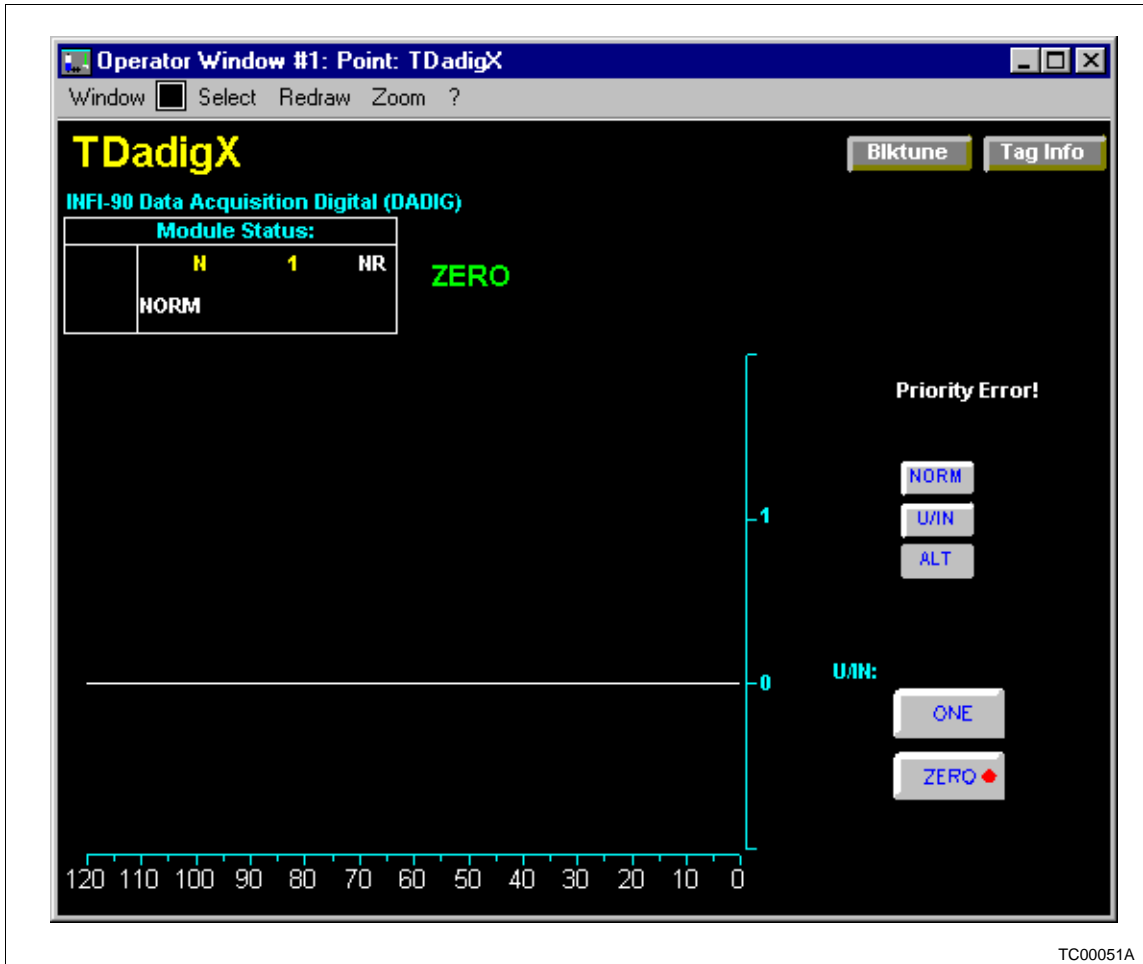 Operator Window #1: Point: TDadigX
Window Select Redraw Zoom ?
TDadigX
Blktune
Tag Info
INFI-90 Data Acquisition Digital (DADIG)
Module Status:
N 1 NR
NORM
ZERO
Priority Error!
NORM
1
U/IN
ALT
U/IN:
0
ONE
ZERO
120 110 100 90 80 70 60 50 40 30 20 10 0
TC00051A